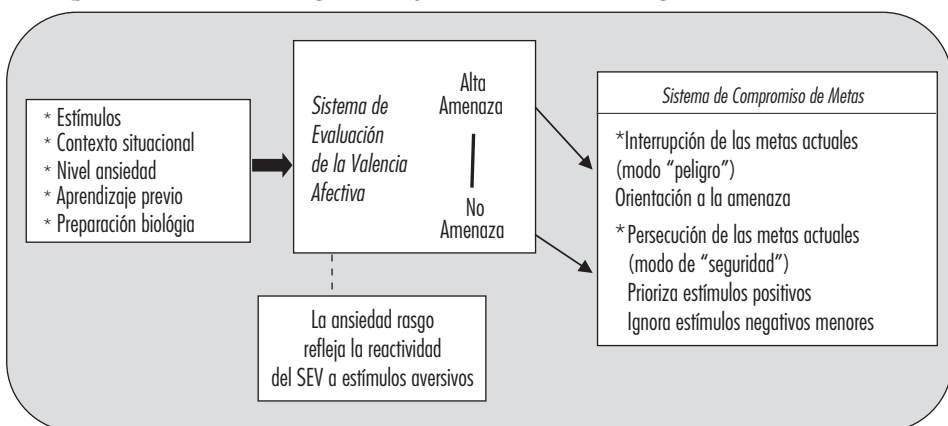 * Estímulos
* Contexto situacional
* Nivel ansiedad
* Aprendizaje previo
* Preparación biológia
Sistema de
Evaluación
de la Valencia
Afectiva
Alta
Amenaza
No
Amenaza
La ansiedad rasgo
refleja la reactividad
del SEV a estímulos aversivos
Sistema de Compromiso de Metas
*Interrupción de las metas actuales
(modo “peligro”)
Orientación a la amenaza
*Persecución de las metas actuales
(modo de “seguridad”)
Prioriza estímulos positivos
Ignora estímulos negativos menores